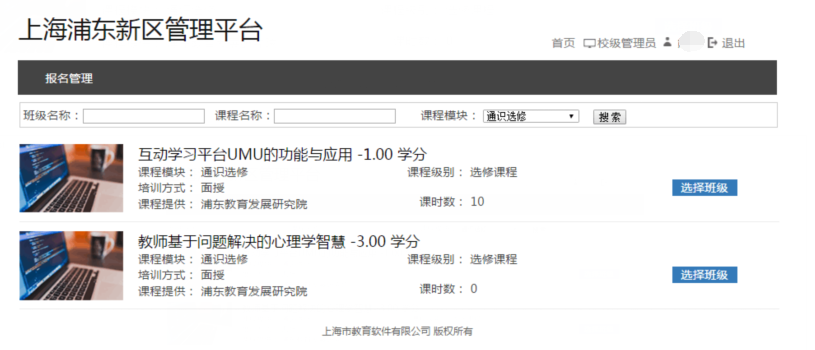 上海浦东新区管理平台
首页 校级管理员 退出
报名管理
班级名称： 课程名称： 课程模块： 通识选修 搜索
互动学习平台UMU的功能与应用 -1.00 学分
课程模块： 通识选修 课程级别： 选修课程
培训方式： 面授
选择班级
课程提供： 浦东教育发展研究院 课时数： 10
教师基于问题解决的心理学智慧 -3.00 学分
课程模块： 通识选修 课程级别： 选修课程
培训方式： 面授
选择班级
课程提供： 浦东教育发展研究院 课时数： 0
上海市教育软件有限公司 版权所有